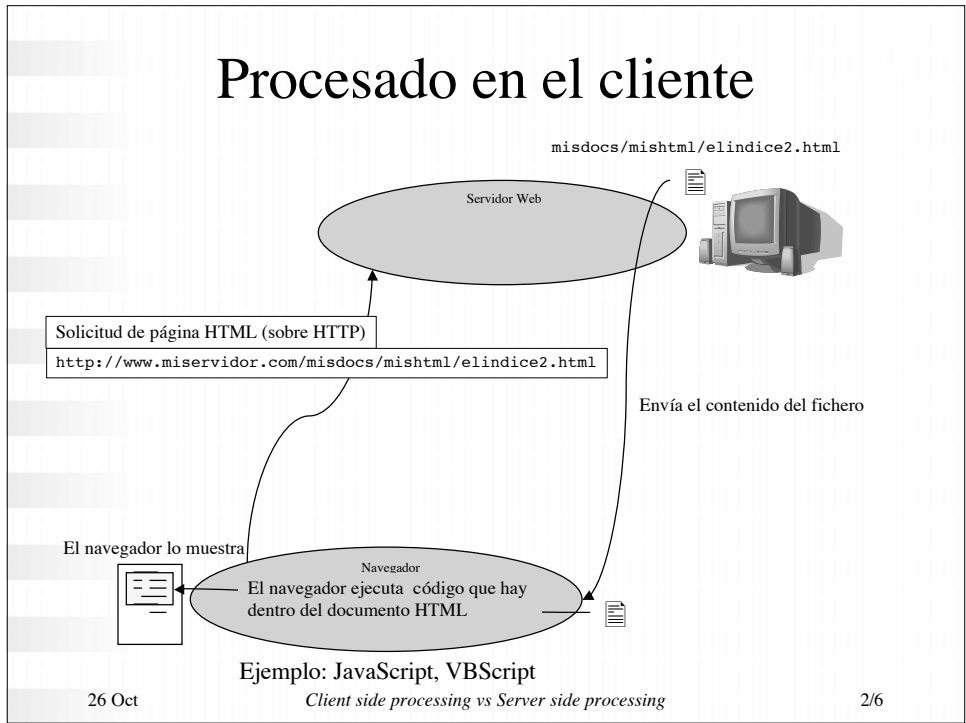 Procesado en el cliente
misdocs/mishtml/elindice2.html
Servidor Web
Solicitud de página HTML (sobre HTTP)
http://www.miservidor.com/misdocs/mishtml/elindice2.html
Envía el contenido del fichero
El navegador lo muestra
Navegador
El navegador ejecuta código que hay
dentro del documento HTML
Ejemplo: JavaScript, VBScript
26 Oct
Client side processing vs Server side processing
2/6